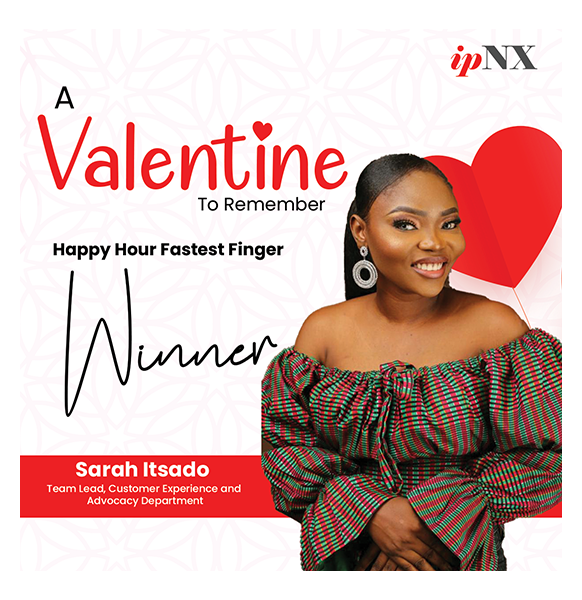 ipNX
A
Valentine
To Remember
Happy Hour Fastest Finger
Winner
Sarah Itsado
Team Lead, Customer Experience and
Advocacy Department